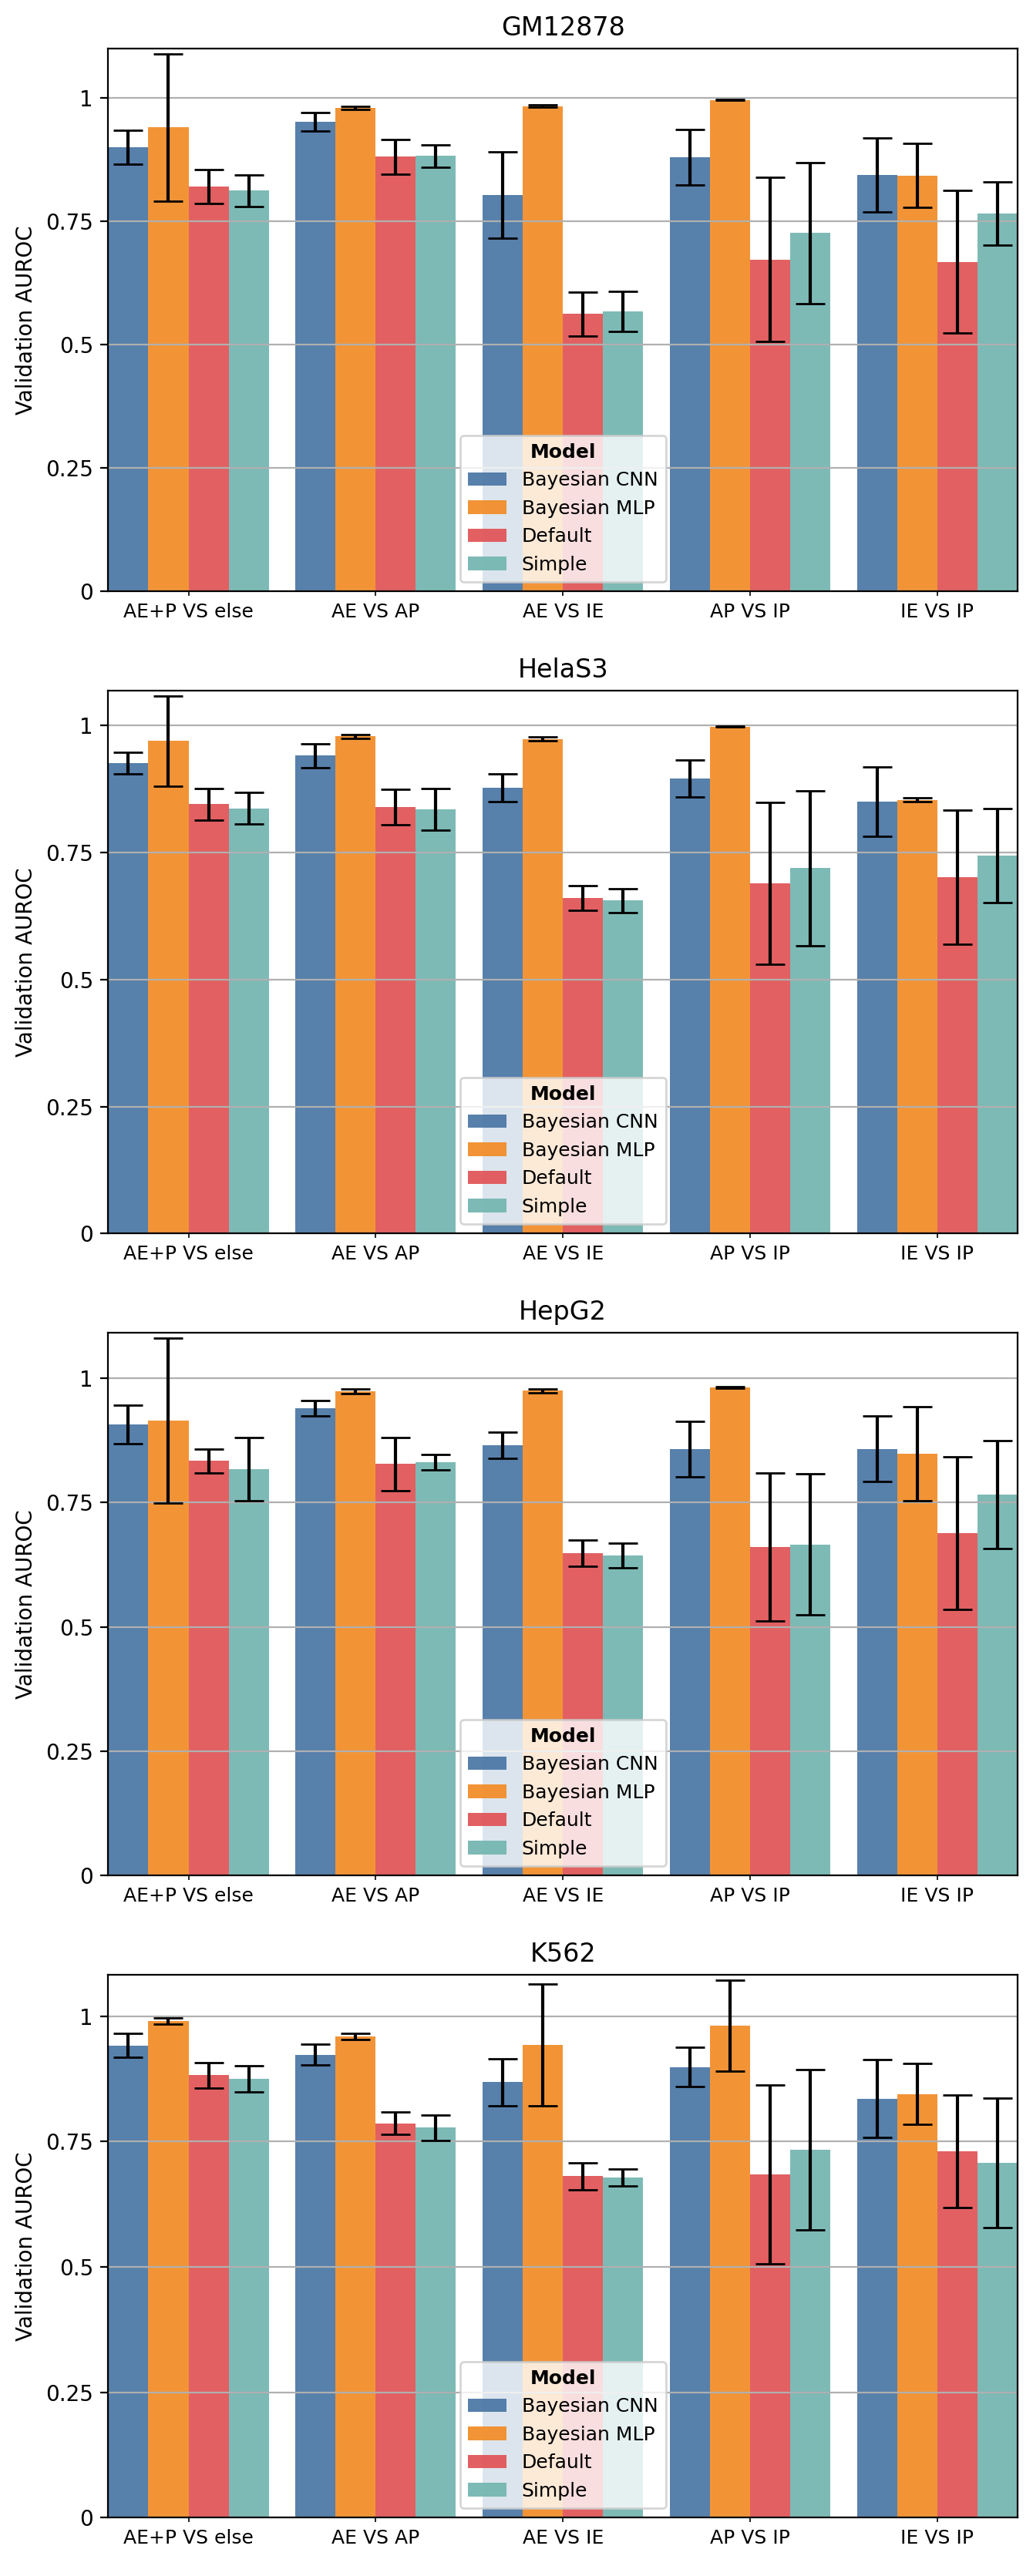 GM12878
Validation AUROC
1
0.75
0.5
0.25
0
Model
Bayesian CNN
Bayesian MLP
Default
Simple
AE+P VS else
AE VS AP
AE VS IE
AP VS IP
IE VS IP
HelaS3
Validation AUROC
1
0.75
0.5
0.25
0
Model
Bayesian CNN
Bayesian MLP
Default
Simple
AE+P VS else
AE VS AP
AE VS IE
AP VS IP
IE VS IP
HepG2
Validation AUROC
1
0.75
0.5
0.25
0
Model
Bayesian CNN
Bayesian MLP
Default
Simple
AE+P VS else
AE VS AP
AE VS IE
AP VS IP
IE VS IP
K562
Validation AUROC
1
0.75
0.5
0.25
0
Model
Bayesian CNN
Bayesian MLP
Default
Simple
AE+P VS else
AE VS AP
AE VS IE
AP VS IP
IE VS IP